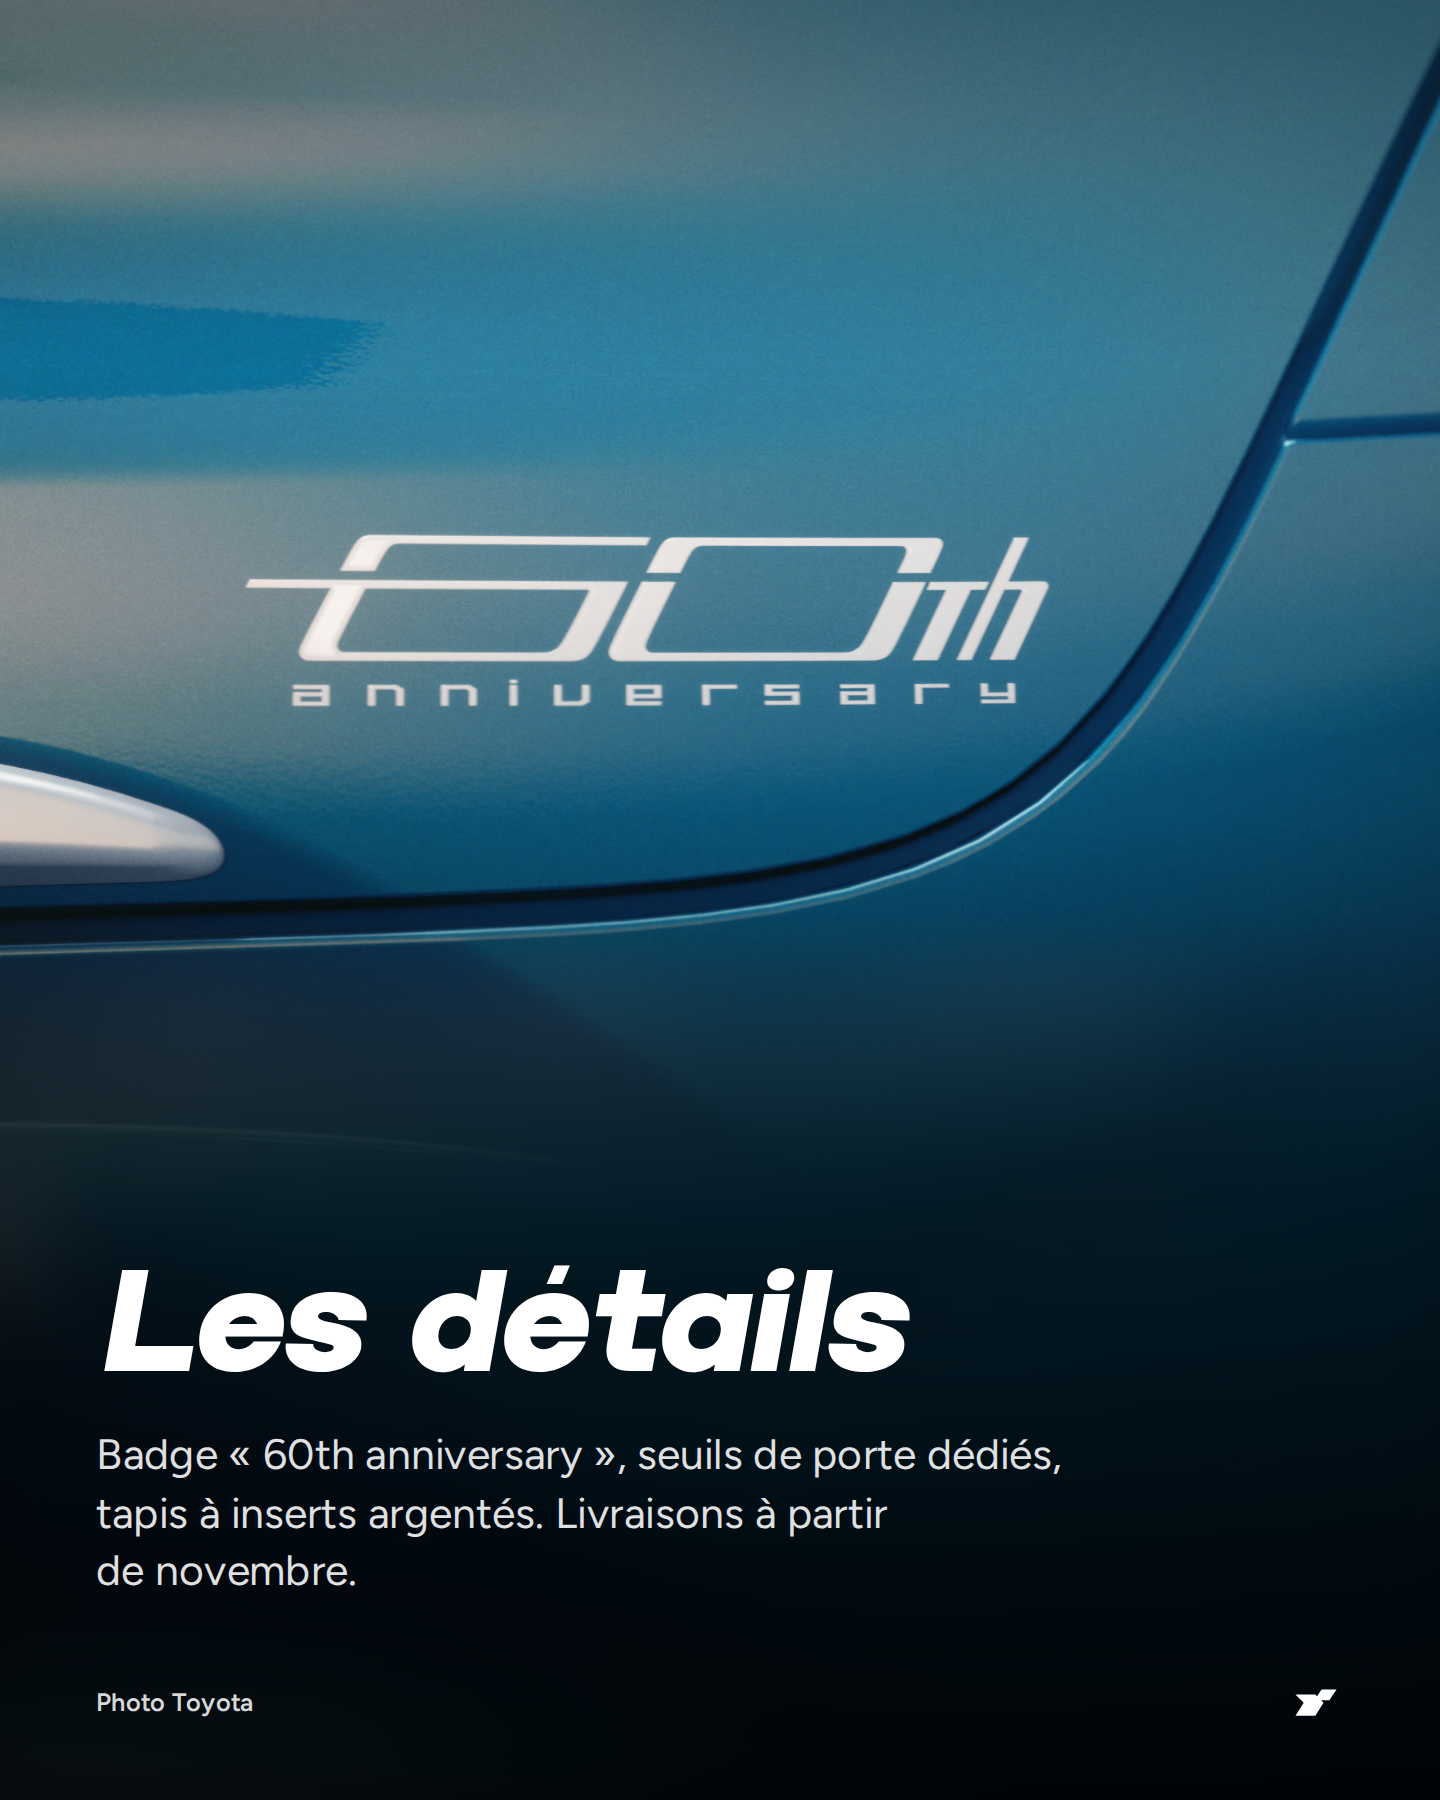 60th
anniversary
Les détails
Badge « 60th anniversary », seuils de porte dédiés,
tapis à inserts argentés. Livraisons à partir
de novembre.
Photo Toyota